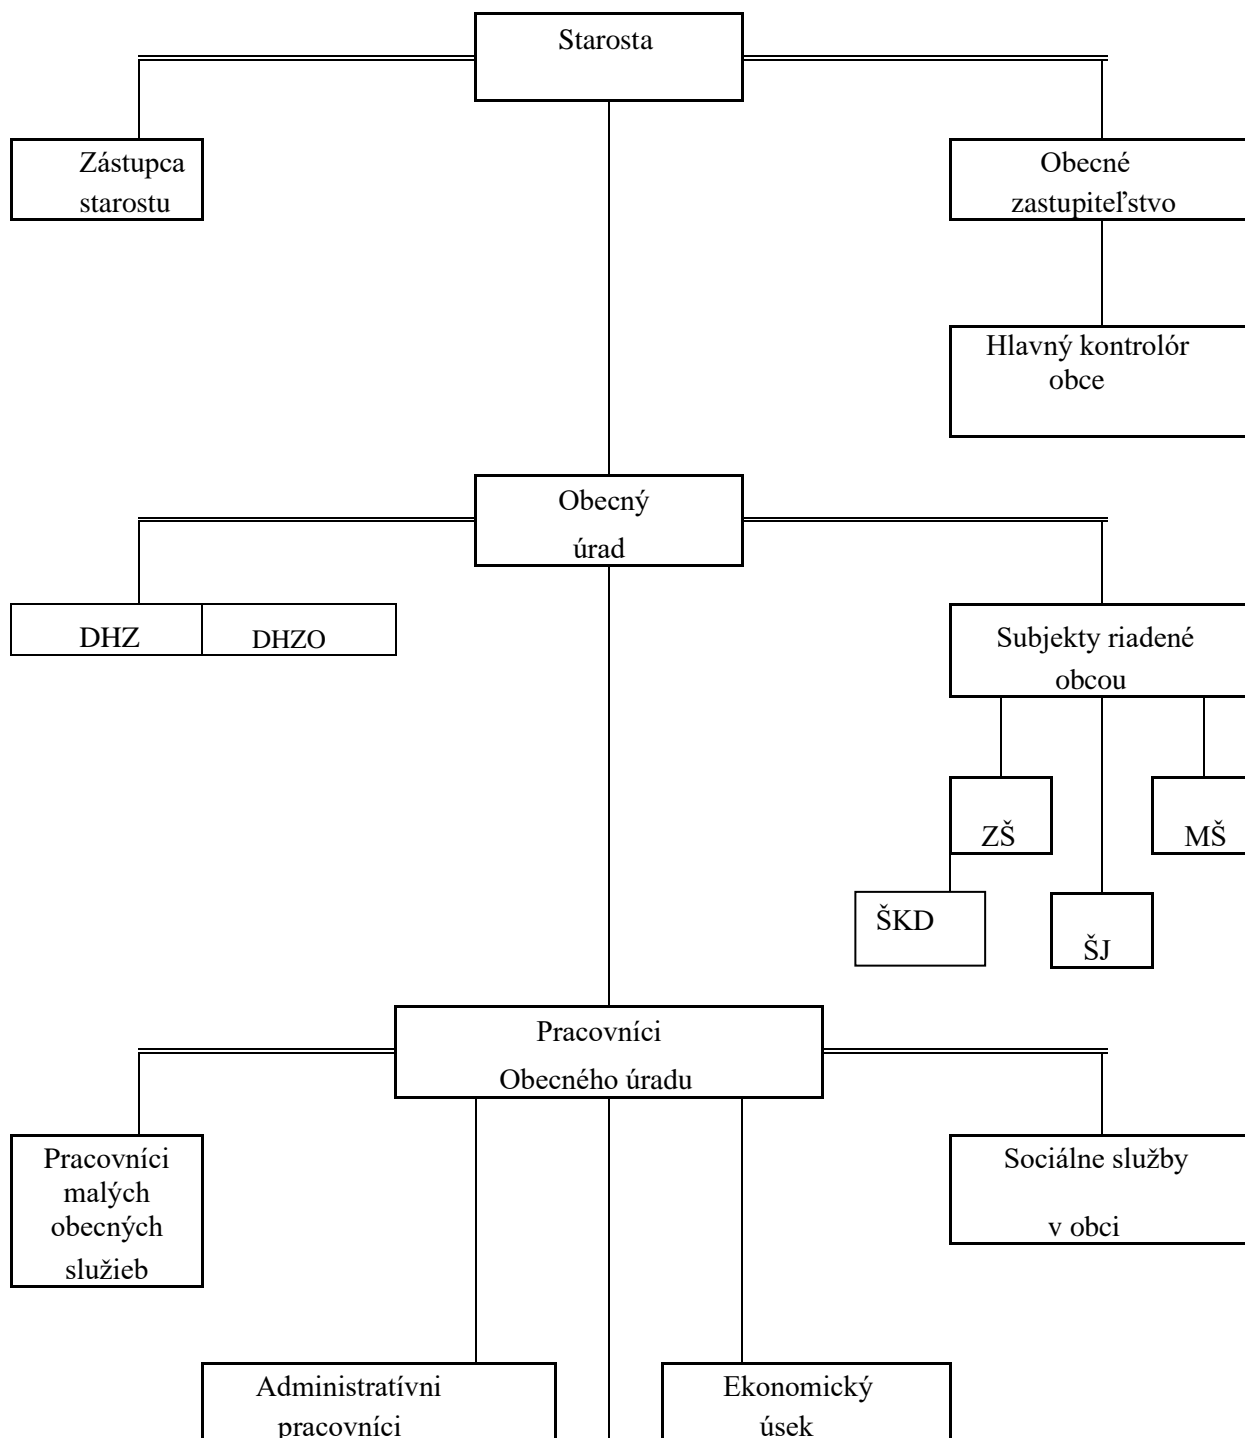 Starosta
Zástupca
starostu
Obecné
zastupiteľstvo
Hlavný kontrolór
obce
Obecný
úrad
DHZ
DHZO
Subjekty riadené
obcou
ZŠ
MŠ
ŠKD
ŠJ
Pracovníci
Obecného úradu
Pracovníci
malých
obecných
služieb
Sociálne služby
v obci
Administratívni
pracovníci
Ekonomický
úsek